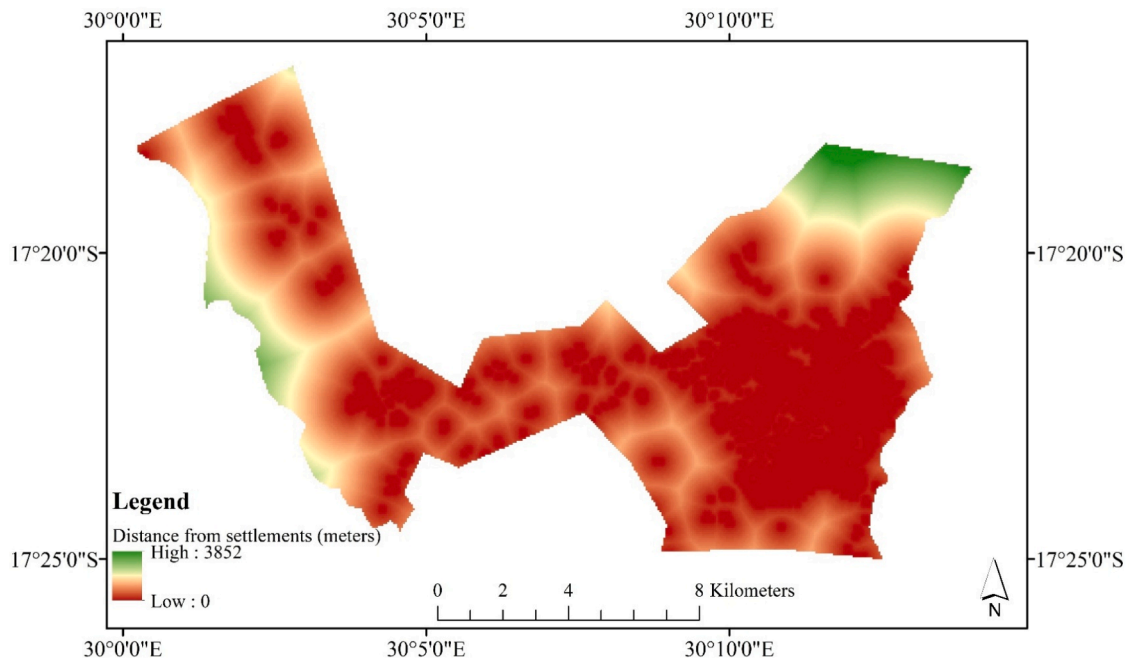 30°0'0"E 30°5'0"E 30°10'0"E
17°20'0"S 17°20'0"S
Legend
Distance from settlements (meters)
High : 3852
Low : 0
17°25'0"S 17°25'0"S
0 2 4 8 Kilometers
N
30°0'0"E 30°5'0"E 30°10'0"E